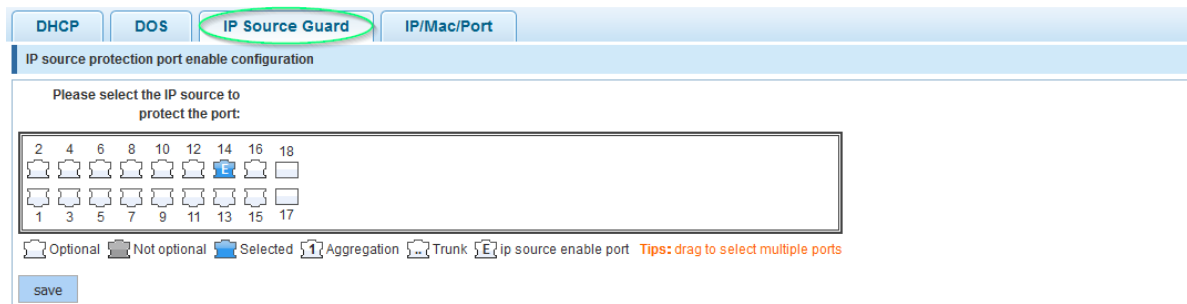 DHCP DOS IP Source Guard IP/Mac/Port
IP source protection port enable configuration
Please select the IP source to
protect the port:
2 4 6 8 10 12 14 16 18
E
1 3 5 7 9 11 13 15 17
Optional Not optional Selected 1 Aggregation ... Trunk E ip source enable port Tips: drag to select multiple ports
save